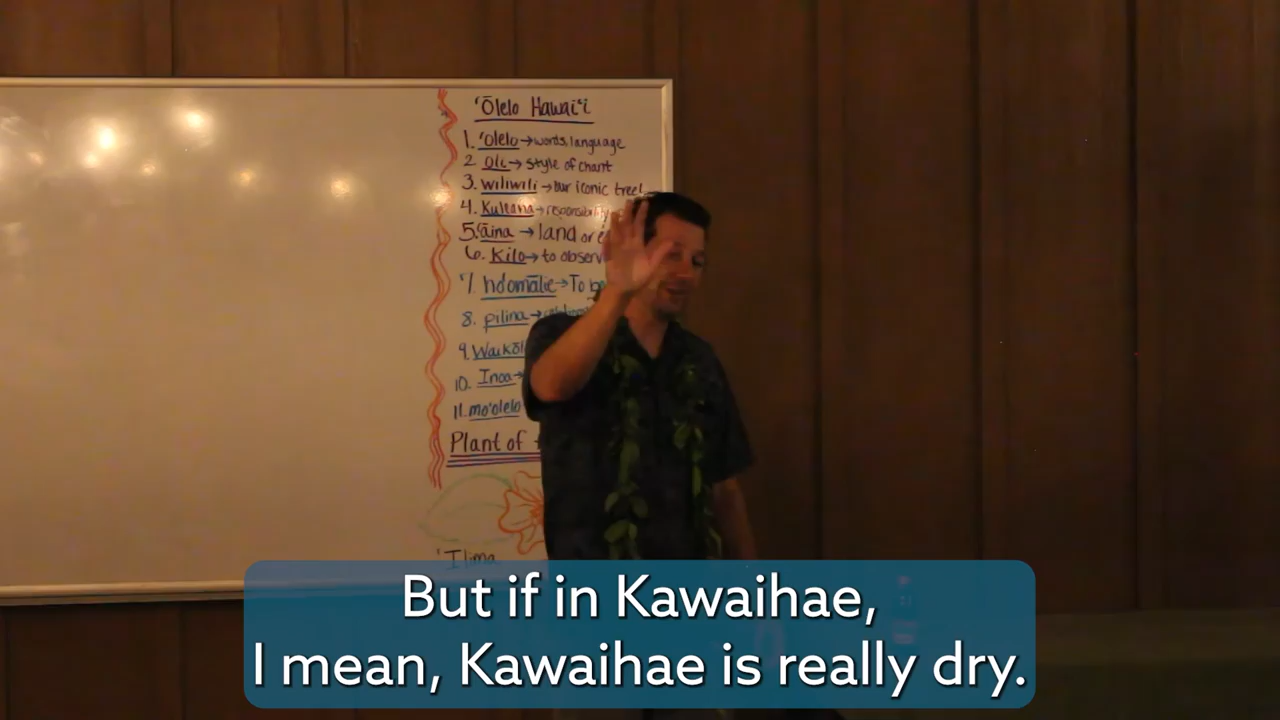 ʻŌlelo Hawaiʻi
1. ʻōlelo → words, language
2. Oli → style of chant
3. wiliwili → our iconic tree!
4. Kuleana → responsibility
5. ʻāina → land or
6. Kilo → to observ
7. hoʻomālie → To be
8. pilina →
9. Waikōl
10. Inoa →
11. moʻolelo
Plant of
ʻIlima
But if in Kawaihae,
I mean, Kawaihae is really dry.